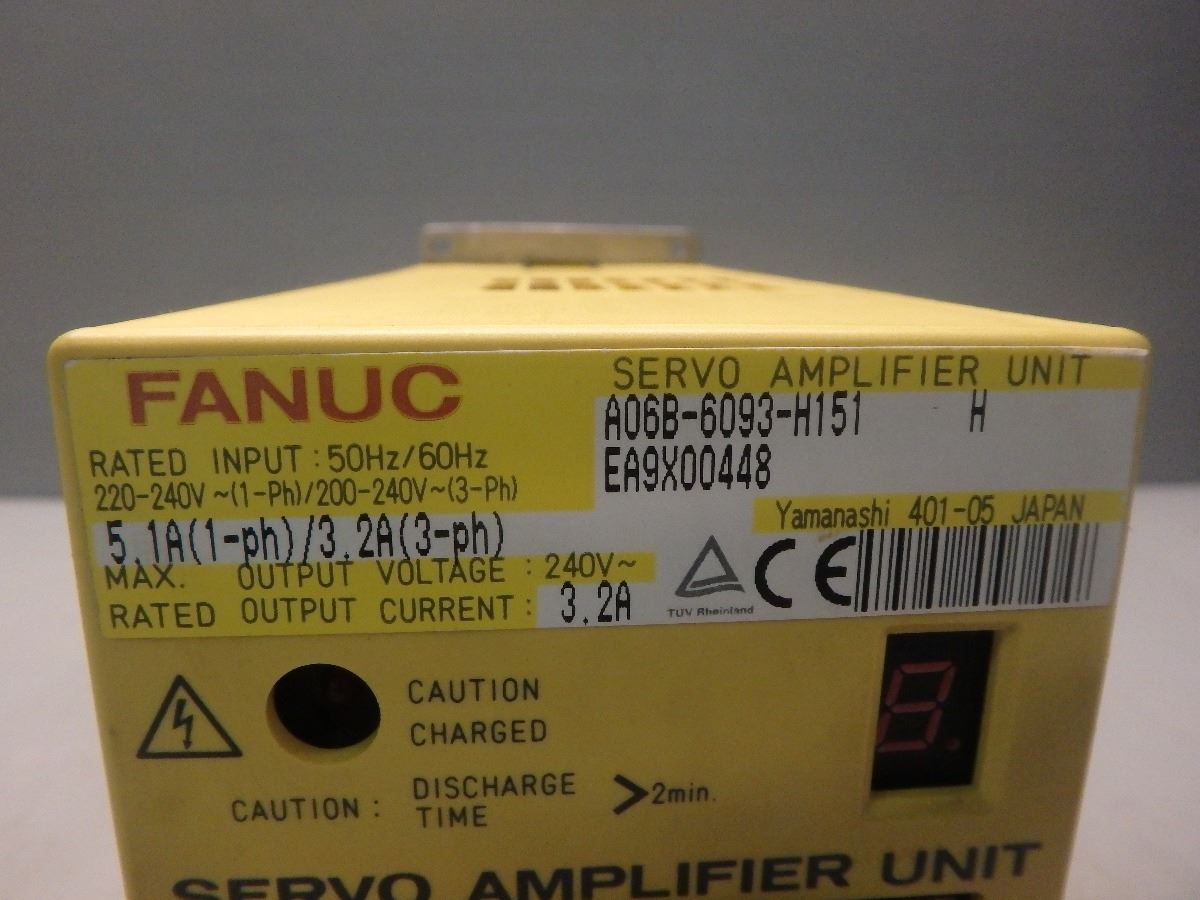 FANUC
SERVO AMPLIFIER UNIT
A06B-6093-H151 H
EA9X00448
RATED INPUT : 50Hz/60Hz
220-240V~(1-Ph)/200-240V~(3-Ph)
5.1A(1-ph)/3.2A(3-ph)
MAX. OUTPUT VOLTAGE : 240V~
RATED OUTPUT CURRENT : 3.2A
Yamanashi 401-05 JAPAN
TÜV Rheinland
CE
CAUTION
CHARGED
CAUTION : DISCHARGE
TIME >2min.
SERVO AMPLIFIER UNIT